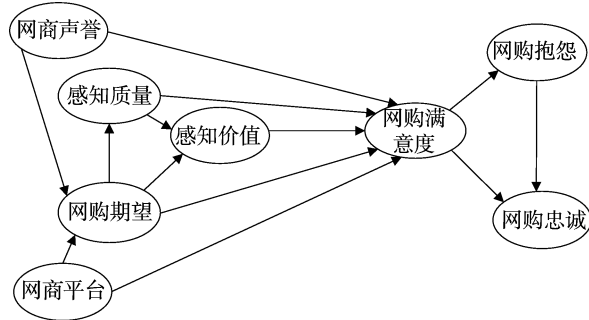 网商声誉
网购抱怨
感知质量
感知价值
网购满
意度
网购期望
网购忠诚
网商平台